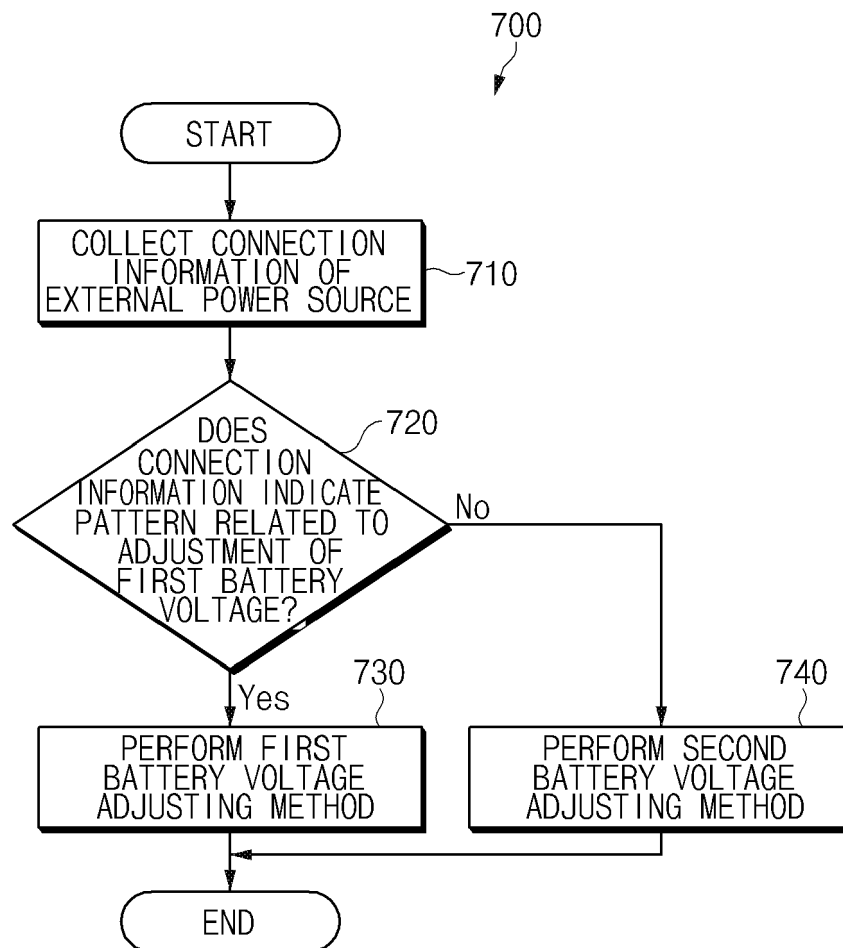 700
START
COLLECT CONNECTION
INFORMATION OF
EXTERNAL POWER SOURCE
710
720
DOES
CONNECTION
INFORMATION INDICATE
PATTERN RELATED TO
ADJUSTMENT OF
FIRST BATTERY
VOLTAGE?
No
Yes
730
PERFORM FIRST
BATTERY VOLTAGE
ADJUSTING METHOD
740
PERFORM SECOND
BATTERY VOLTAGE
ADJUSTING METHOD
END